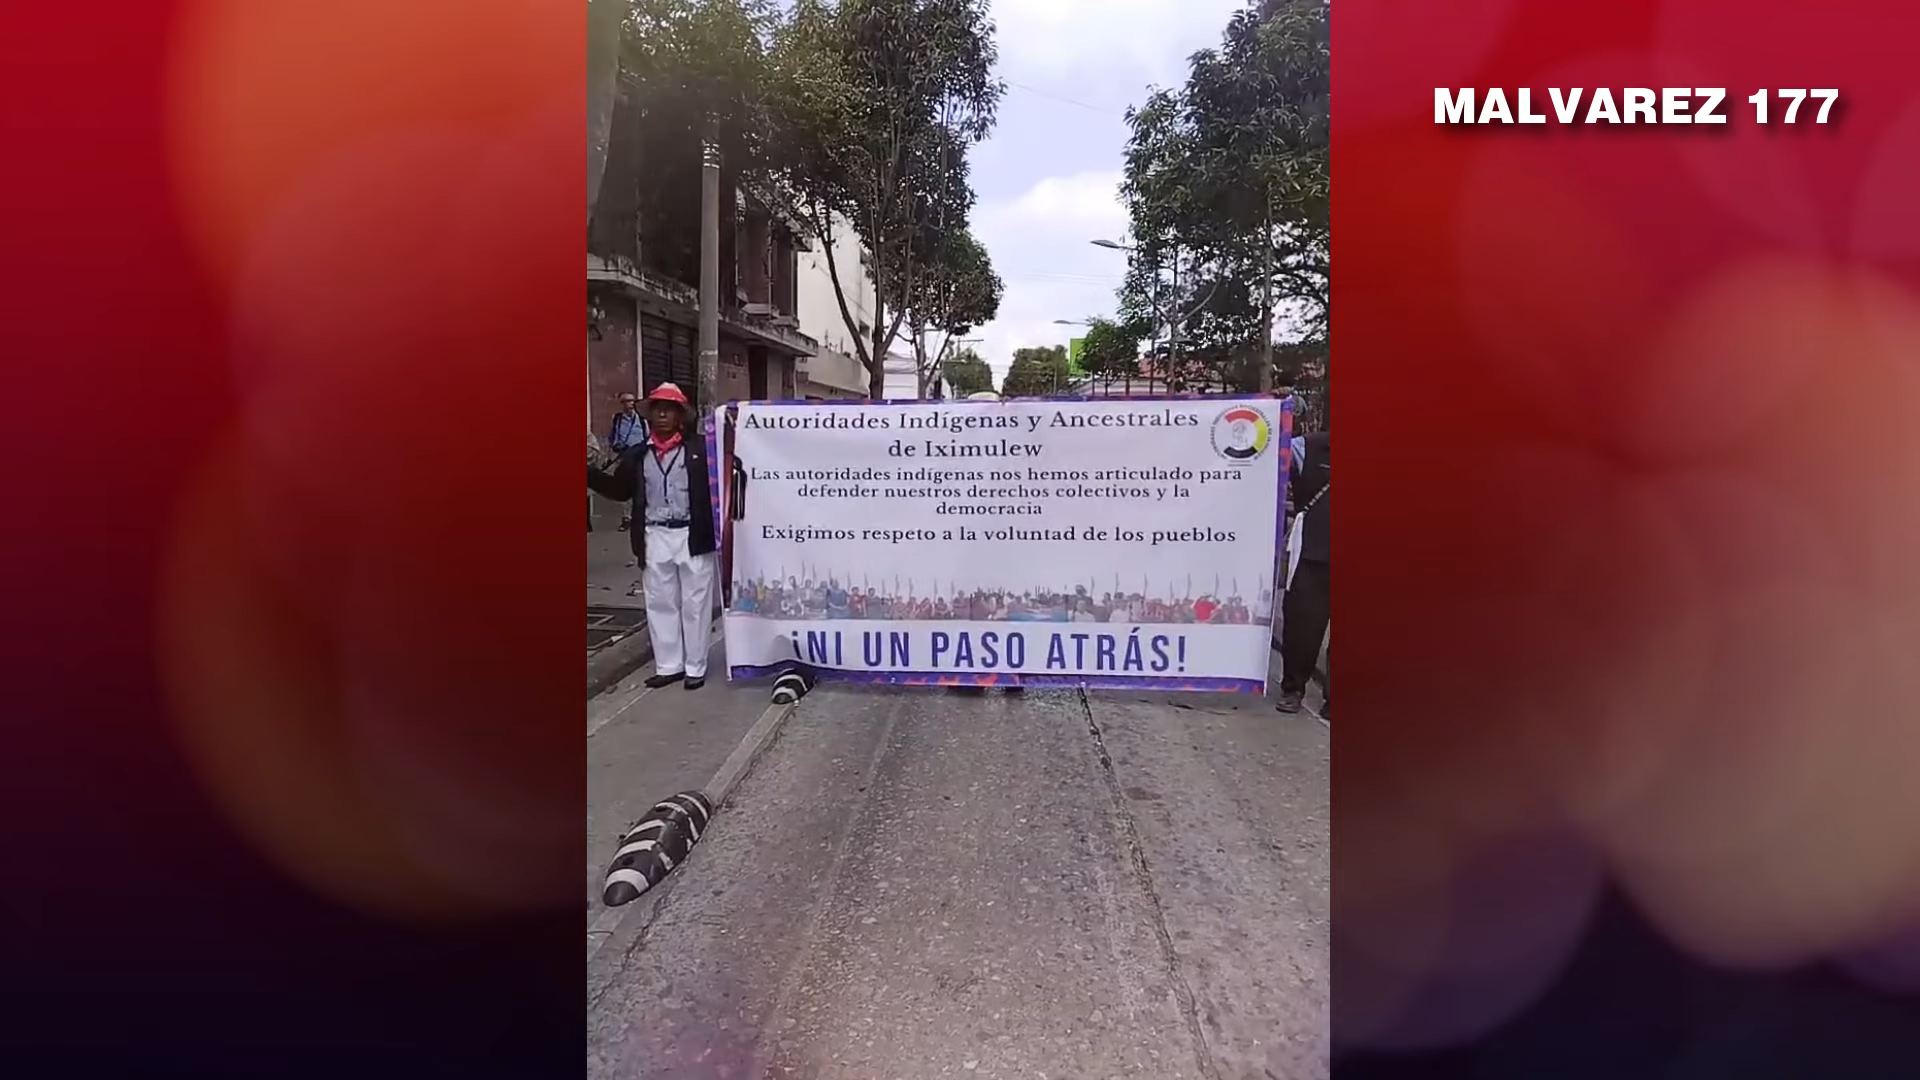 MALVAREZ 177
Autoridades Indígenas y Ancestrales
de Iximulew
Las autoridades indígenas nos hemos articulado para
defender nuestros derechos colectivos y la
democracia
Exigimos respeto a la voluntad de los pueblos
¡NI UN PASO ATRÁS!